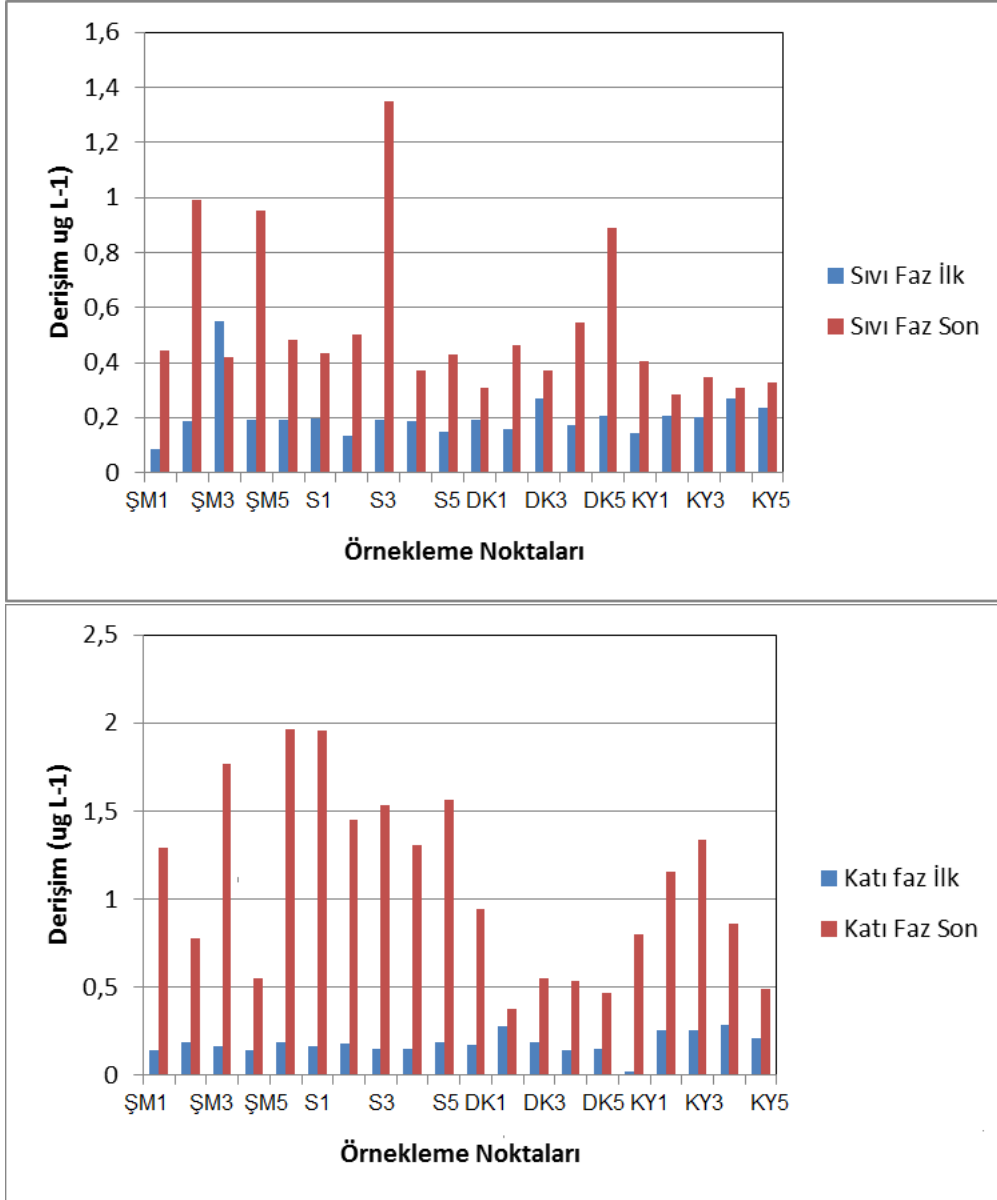 1,6
1,4
1,2
1
0,8
0,6
0,4
0,2
0
Derişim ug L-1)
ŞM1 ŞM3 ŞM5 S1 S3 S5 DK1 DK3 DK5 KY1 KY3 KY5
Örnekleme Noktaları
Sıvı Faz İlk
Sıvı Faz Son
2,5
2
1,5
1
0,5
0
Derişim (ug L-1)
ŞM1 ŞM3 ŞM5 S1 S3 S5 DK1 DK3 DK5 KY1 KY3 KY5
Örnekleme Noktaları
Katı faz İlk
Katı Faz Son